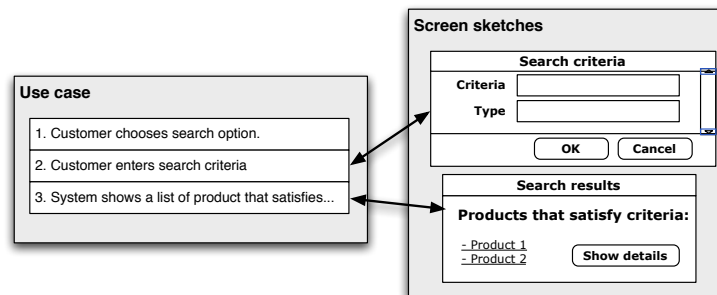 Screen sketches
Search criteria
Criteria
Type
OK Cancel
Use case
1. Customer chooses search option.
2. Customer enters search criteria
3. System shows a list of product that satisfies...
Search results
Products that satisfy criteria:
- Product 1
- Product 2
Show details